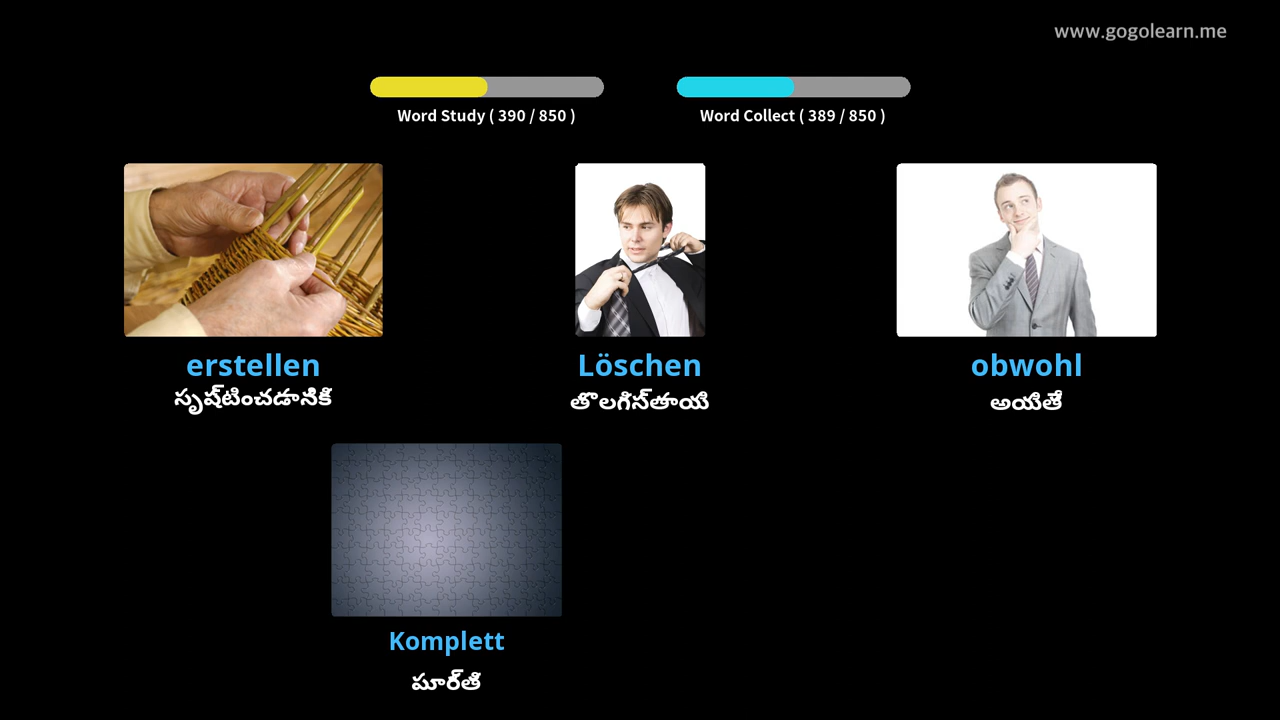 www.gogolearn.me
Word Study ( 390 / 850 )
Word Collect ( 389 / 850 )
erstellen
సృష్‌టించడానికి
Löschen
తొలగిన్‌తాయి
obwohl
అయితే
Komplett
పూర్‌తి